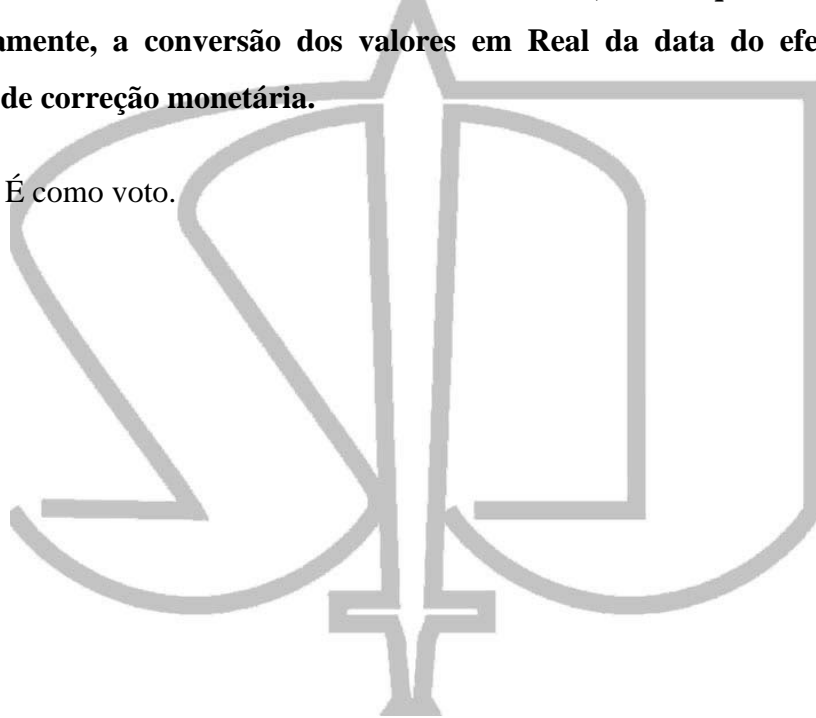 amente, a conversão dos valores em Real da data do efe
de correção monetária.
É como voto.